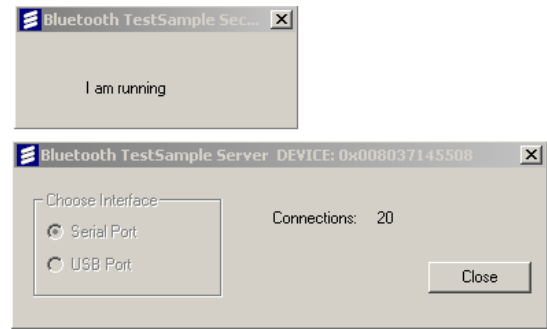 Bluetooth TestSample Sec...
I am running
Bluetooth TestSample Server DEVICE: 0x008037145508
Choose Interface
Serial Port
USB Port
Connections: 20
Close